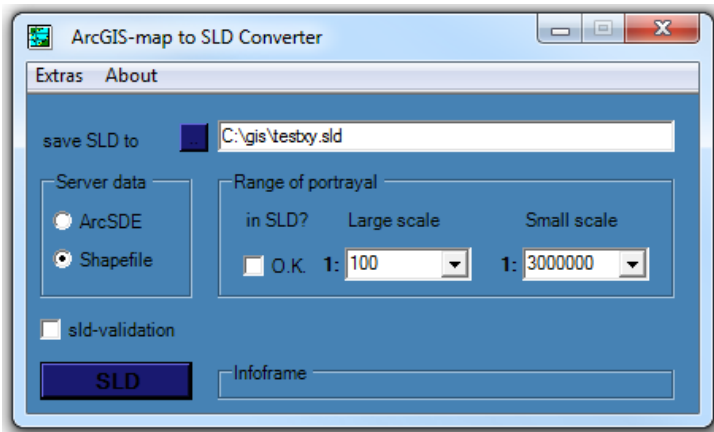 ArcGIS-map to SLD Converter
Extras About
save SLD to .. C:\gis\testxy.sld
Server data
ArcSDE
Shapefile
Range of portrayal
in SLD? Large scale Small scale
O.K. 1: 100 1: 3000000
sld-validation
SLD
Infoframe